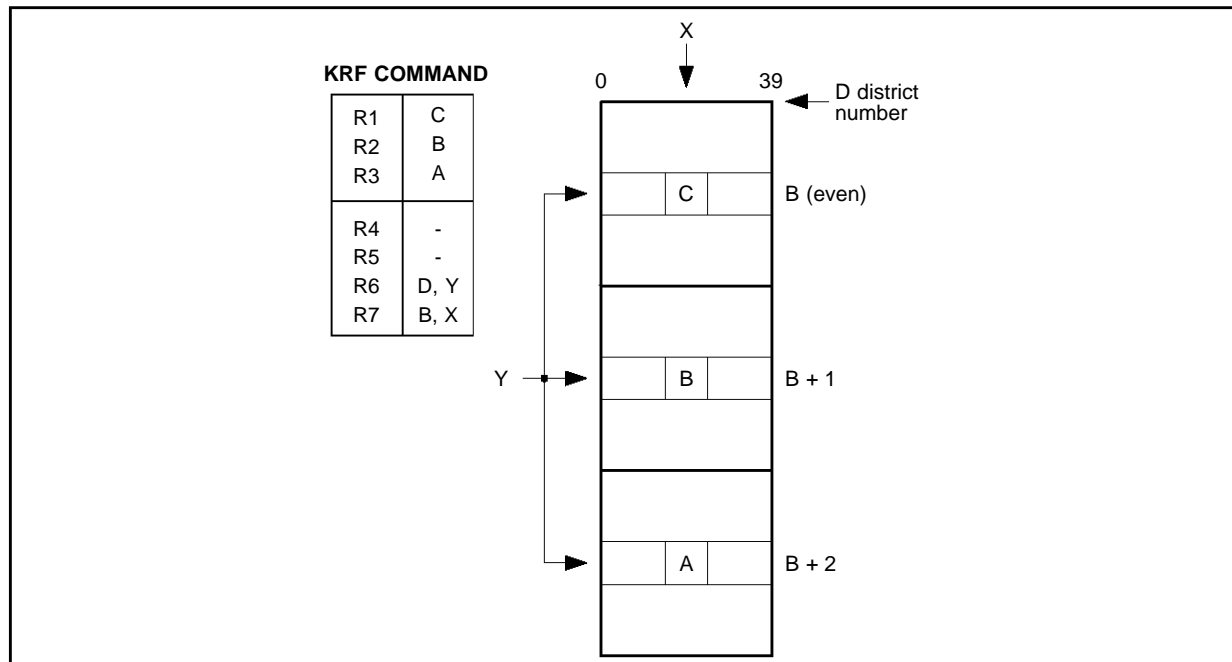 X
KRF COMMAND
0 39
D district
number
R1 C
R2 B
R3 A
R4 -
R5 -
R6 D, Y
R7 B, X
C B (even)
Y B B + 1
A B + 2